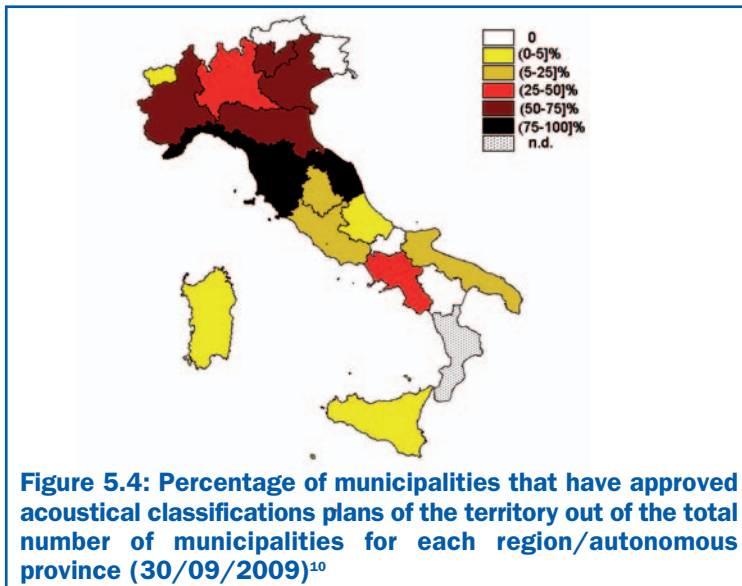 0
(0-5]%
(5-25]%
(25-50]%
(50-75]%
(75-100]%
n.d.
Figure 5.4: Percentage of municipalities that have approved
acoustical classifications plans of the territory out of the total
number of municipalities for each region/autonomous
province (30/09/2009)¹⁰